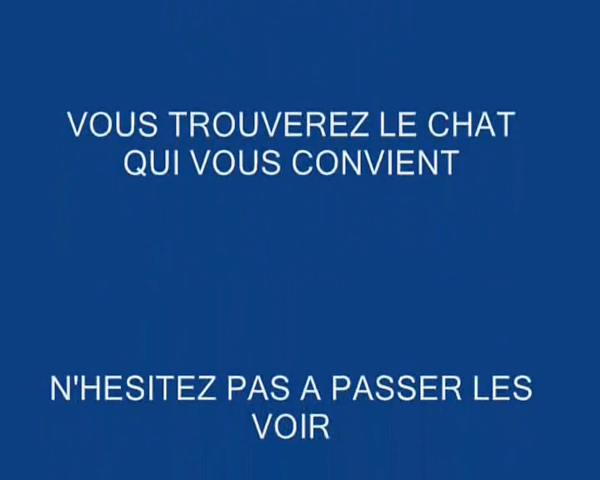 VOUS TROUVEREZ LE CHAT
QUI VOUS CONVIENT
N'HESITEZ PAS A PASSER LES
VOIR